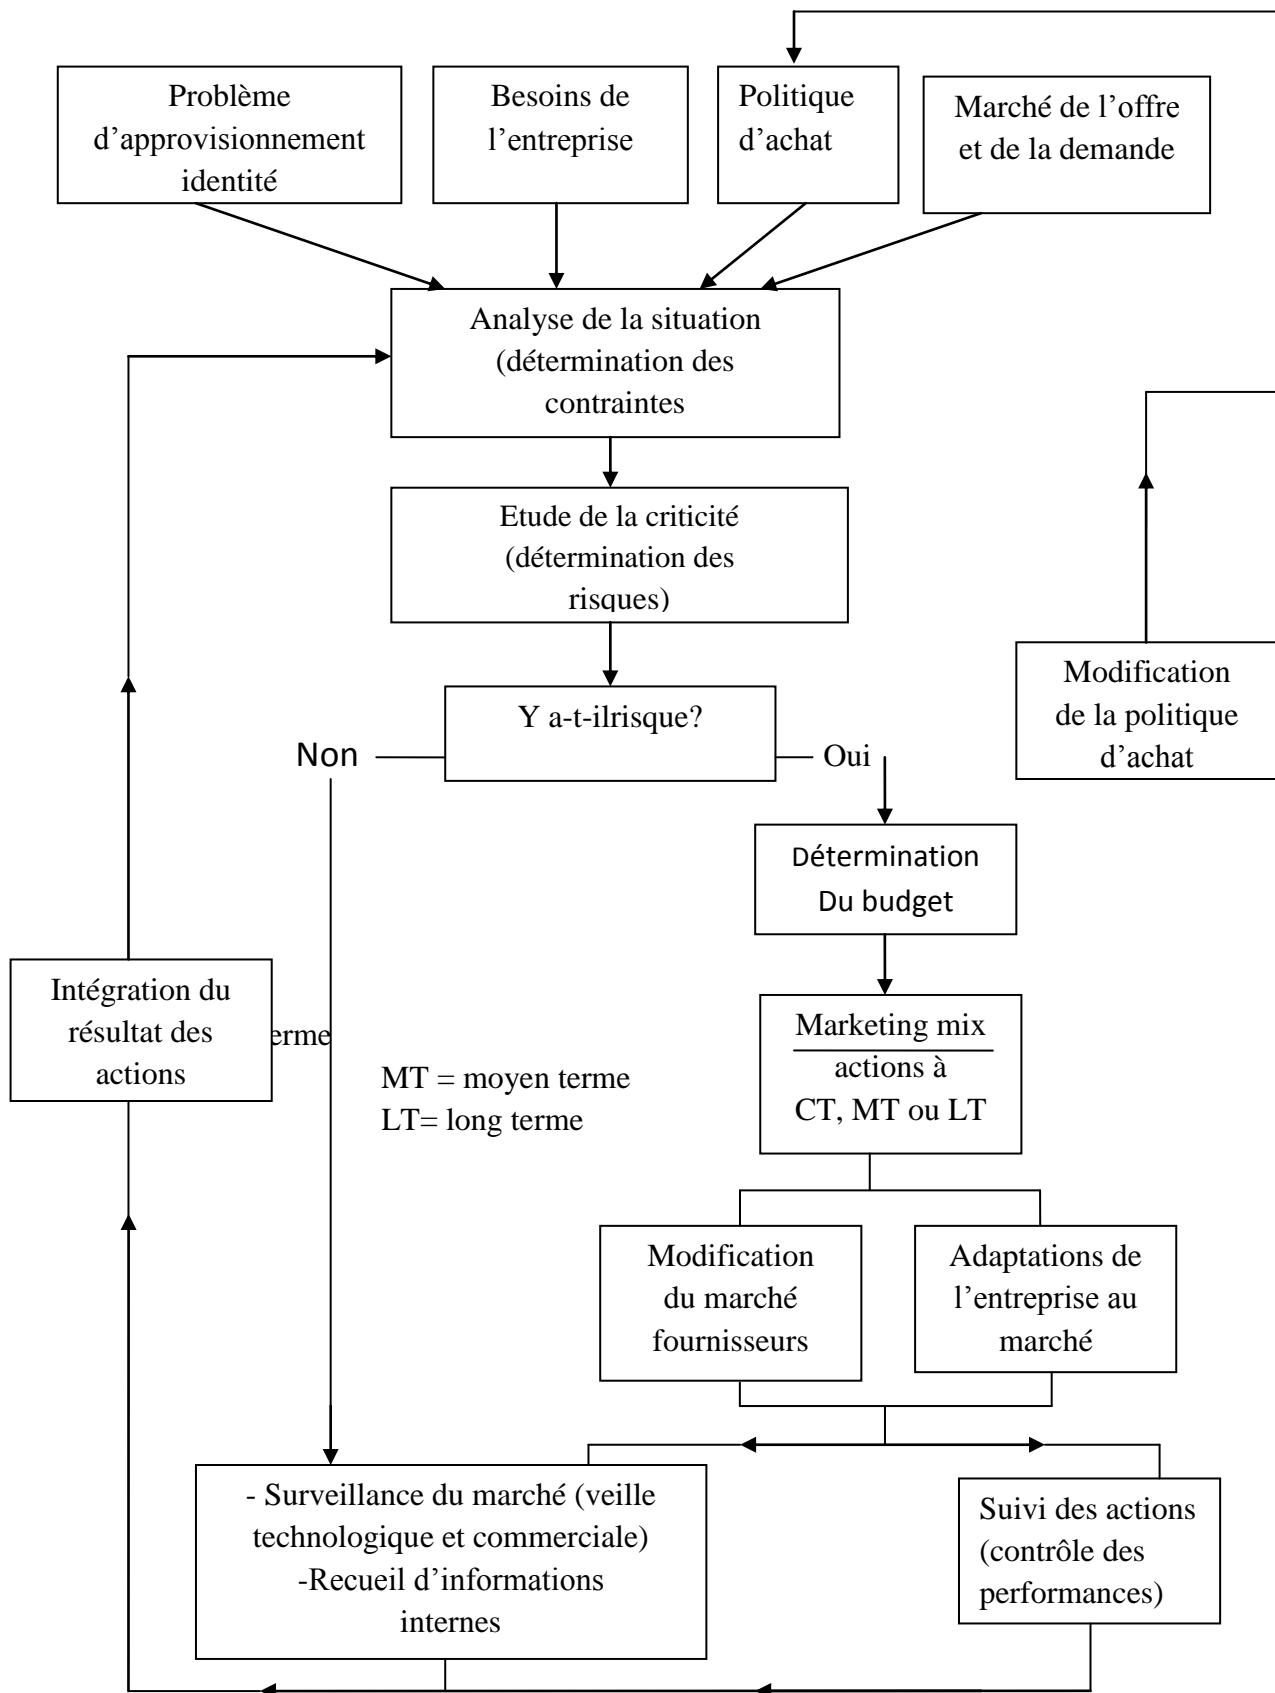 Problème
d’approvisionnement
identité
Besoins de
l’entreprise
Politique
d’achat
Marché de l’offre
et de la demande
Analyse de la situation
(détermination des
contraintes
Etude de la criticité
(détermination des
risques)
Modification
de la politique
d’achat
Y a-t-ilrisque?
Non
Oui
Détermination
Du budget
Intégration du
résultat des
actions
erme
MT = moyen terme
LT= long terme
Marketing mix
actions à
CT, MT ou LT
Modification
du marché
fournisseurs
Adaptations de
l’entreprise au
marché
- Surveillance du marché (veille
technologique et commerciale)
-Recueil d’informations
internes
Suivi des actions
(contrôle des
performances)